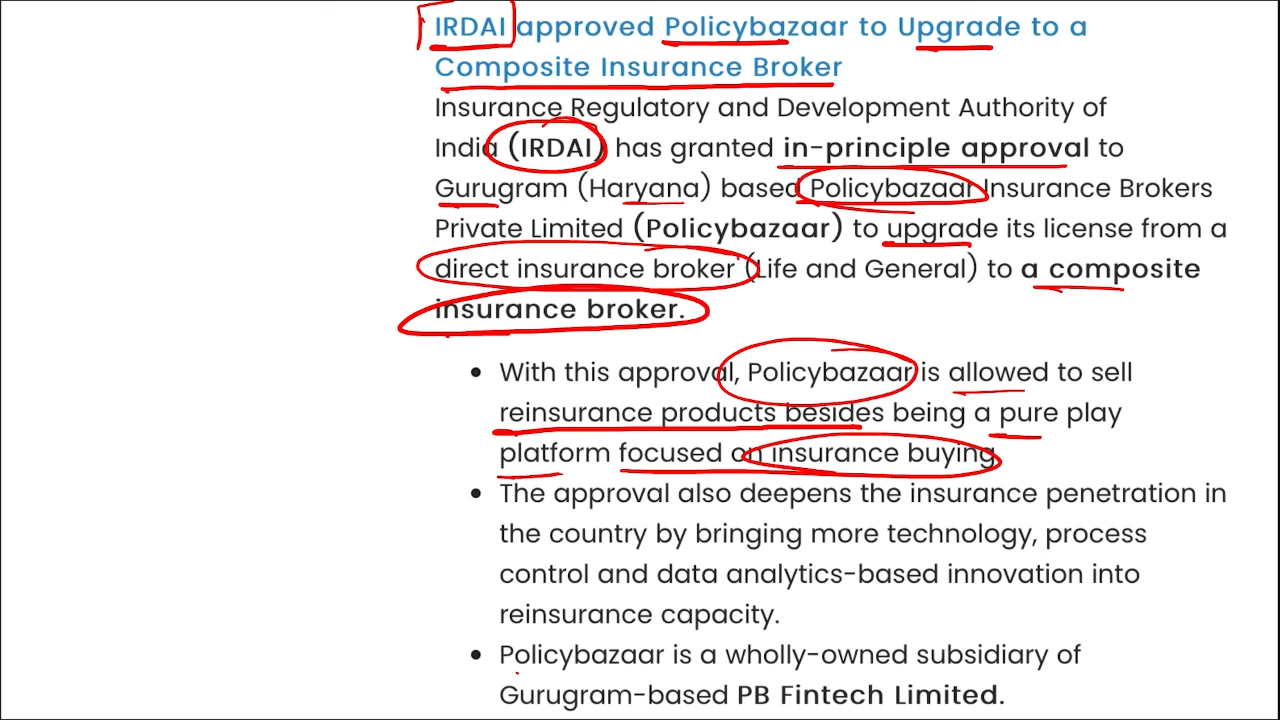 IRDAI approved Policybazaar to Upgrade to a
Composite Insurance Broker
Insurance Regulatory and Development Authority of
India (IRDAI) has granted in-principle approval to
Gurugram (Haryana) based Policybazaar Insurance Brokers
Private Limited (Policybazaar) to upgrade its license from a
direct insurance broker (Life and General) to a composite
insurance broker.
• With this approval, Policybazaar is allowed to sell
reinsurance products besides being a pure play
platform focused on insurance buying
• The approval also deepens the insurance penetration in
the country by bringing more technology, process
control and data analytics-based innovation into
reinsurance capacity.
• Policybazaar is a wholly-owned subsidiary of
Gurugram-based PB Fintech Limited.